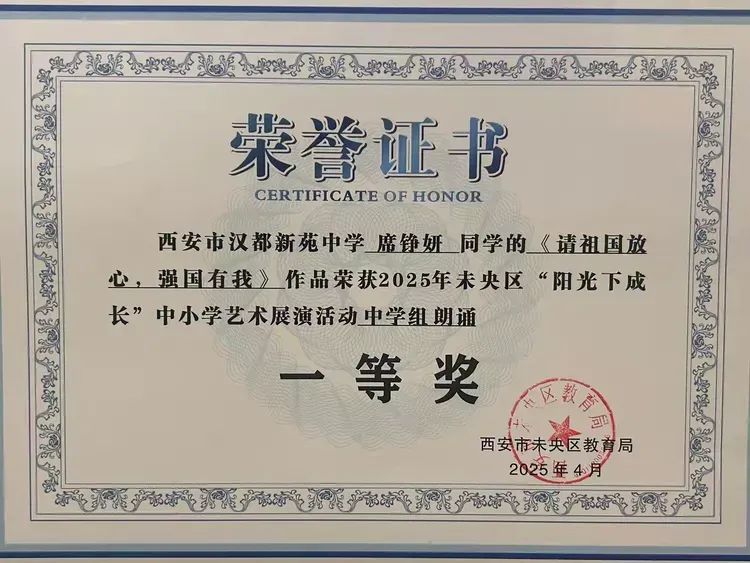 荣誉证书
CERTIFICATE OF HONOR
西安市汉都新苑中学 席铮妍 同学的《请祖国放
心，强国有我》作品荣获2025年未央区“阳光下成
长”中小学艺术展演活动中学组朗诵
一等奖
西安市未央区教育局
2025年4月